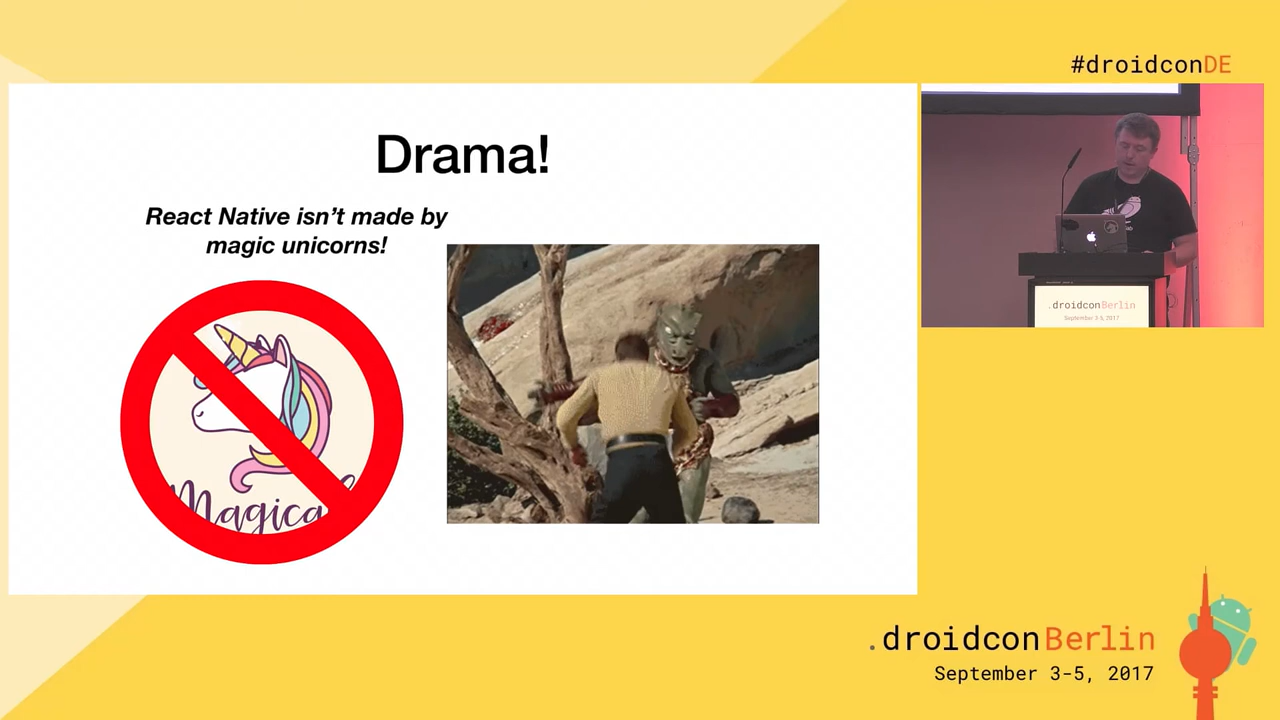 #droidconDE
Drama!
React Native isn’t made by
magic unicorns!
Magica
.droidconBerlin
September 3-5, 2017
.droidconBerlin
September 3-5, 2017